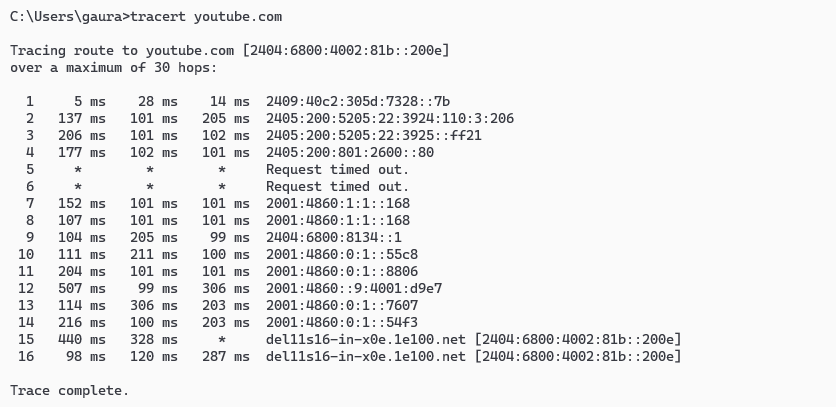 C:\Users\gaura>tracert youtube.com
Tracing route to youtube.com [2404:6800:4002:81b::200e]
over a maximum of 30 hops:
1 5 ms 28 ms 14 ms 2409:40c2:305d:7328::7b
2 137 ms 101 ms 205 ms 2405:200:5205:22:3924:110:3:206
3 206 ms 101 ms 102 ms 2405:200:5205:22:3925::ff21
4 177 ms 102 ms 101 ms 2405:200:801:2600::80
5 * * * Request timed out.
6 * * * Request timed out.
7 152 ms 101 ms 101 ms 2001:4860:1:1::168
8 107 ms 101 ms 101 ms 2001:4860:1:1::168
9 104 ms 205 ms 99 ms 2404:6800:8134::1
10 111 ms 211 ms 100 ms 2001:4860:0:1::55c8
11 204 ms 101 ms 101 ms 2001:4860:0:1::8806
12 507 ms 99 ms 306 ms 2001:4860::9:4001:d9e7
13 114 ms 306 ms 203 ms 2001:4860:0:1::7607
14 216 ms 100 ms 203 ms 2001:4860:0:1::54f3
15 440 ms 328 ms * del11s16-in-x0e.1e100.net [2404:6800:4002:81b::200e]
16 98 ms 120 ms 287 ms del11s16-in-x0e.1e100.net [2404:6800:4002:81b::200e]
Trace complete.